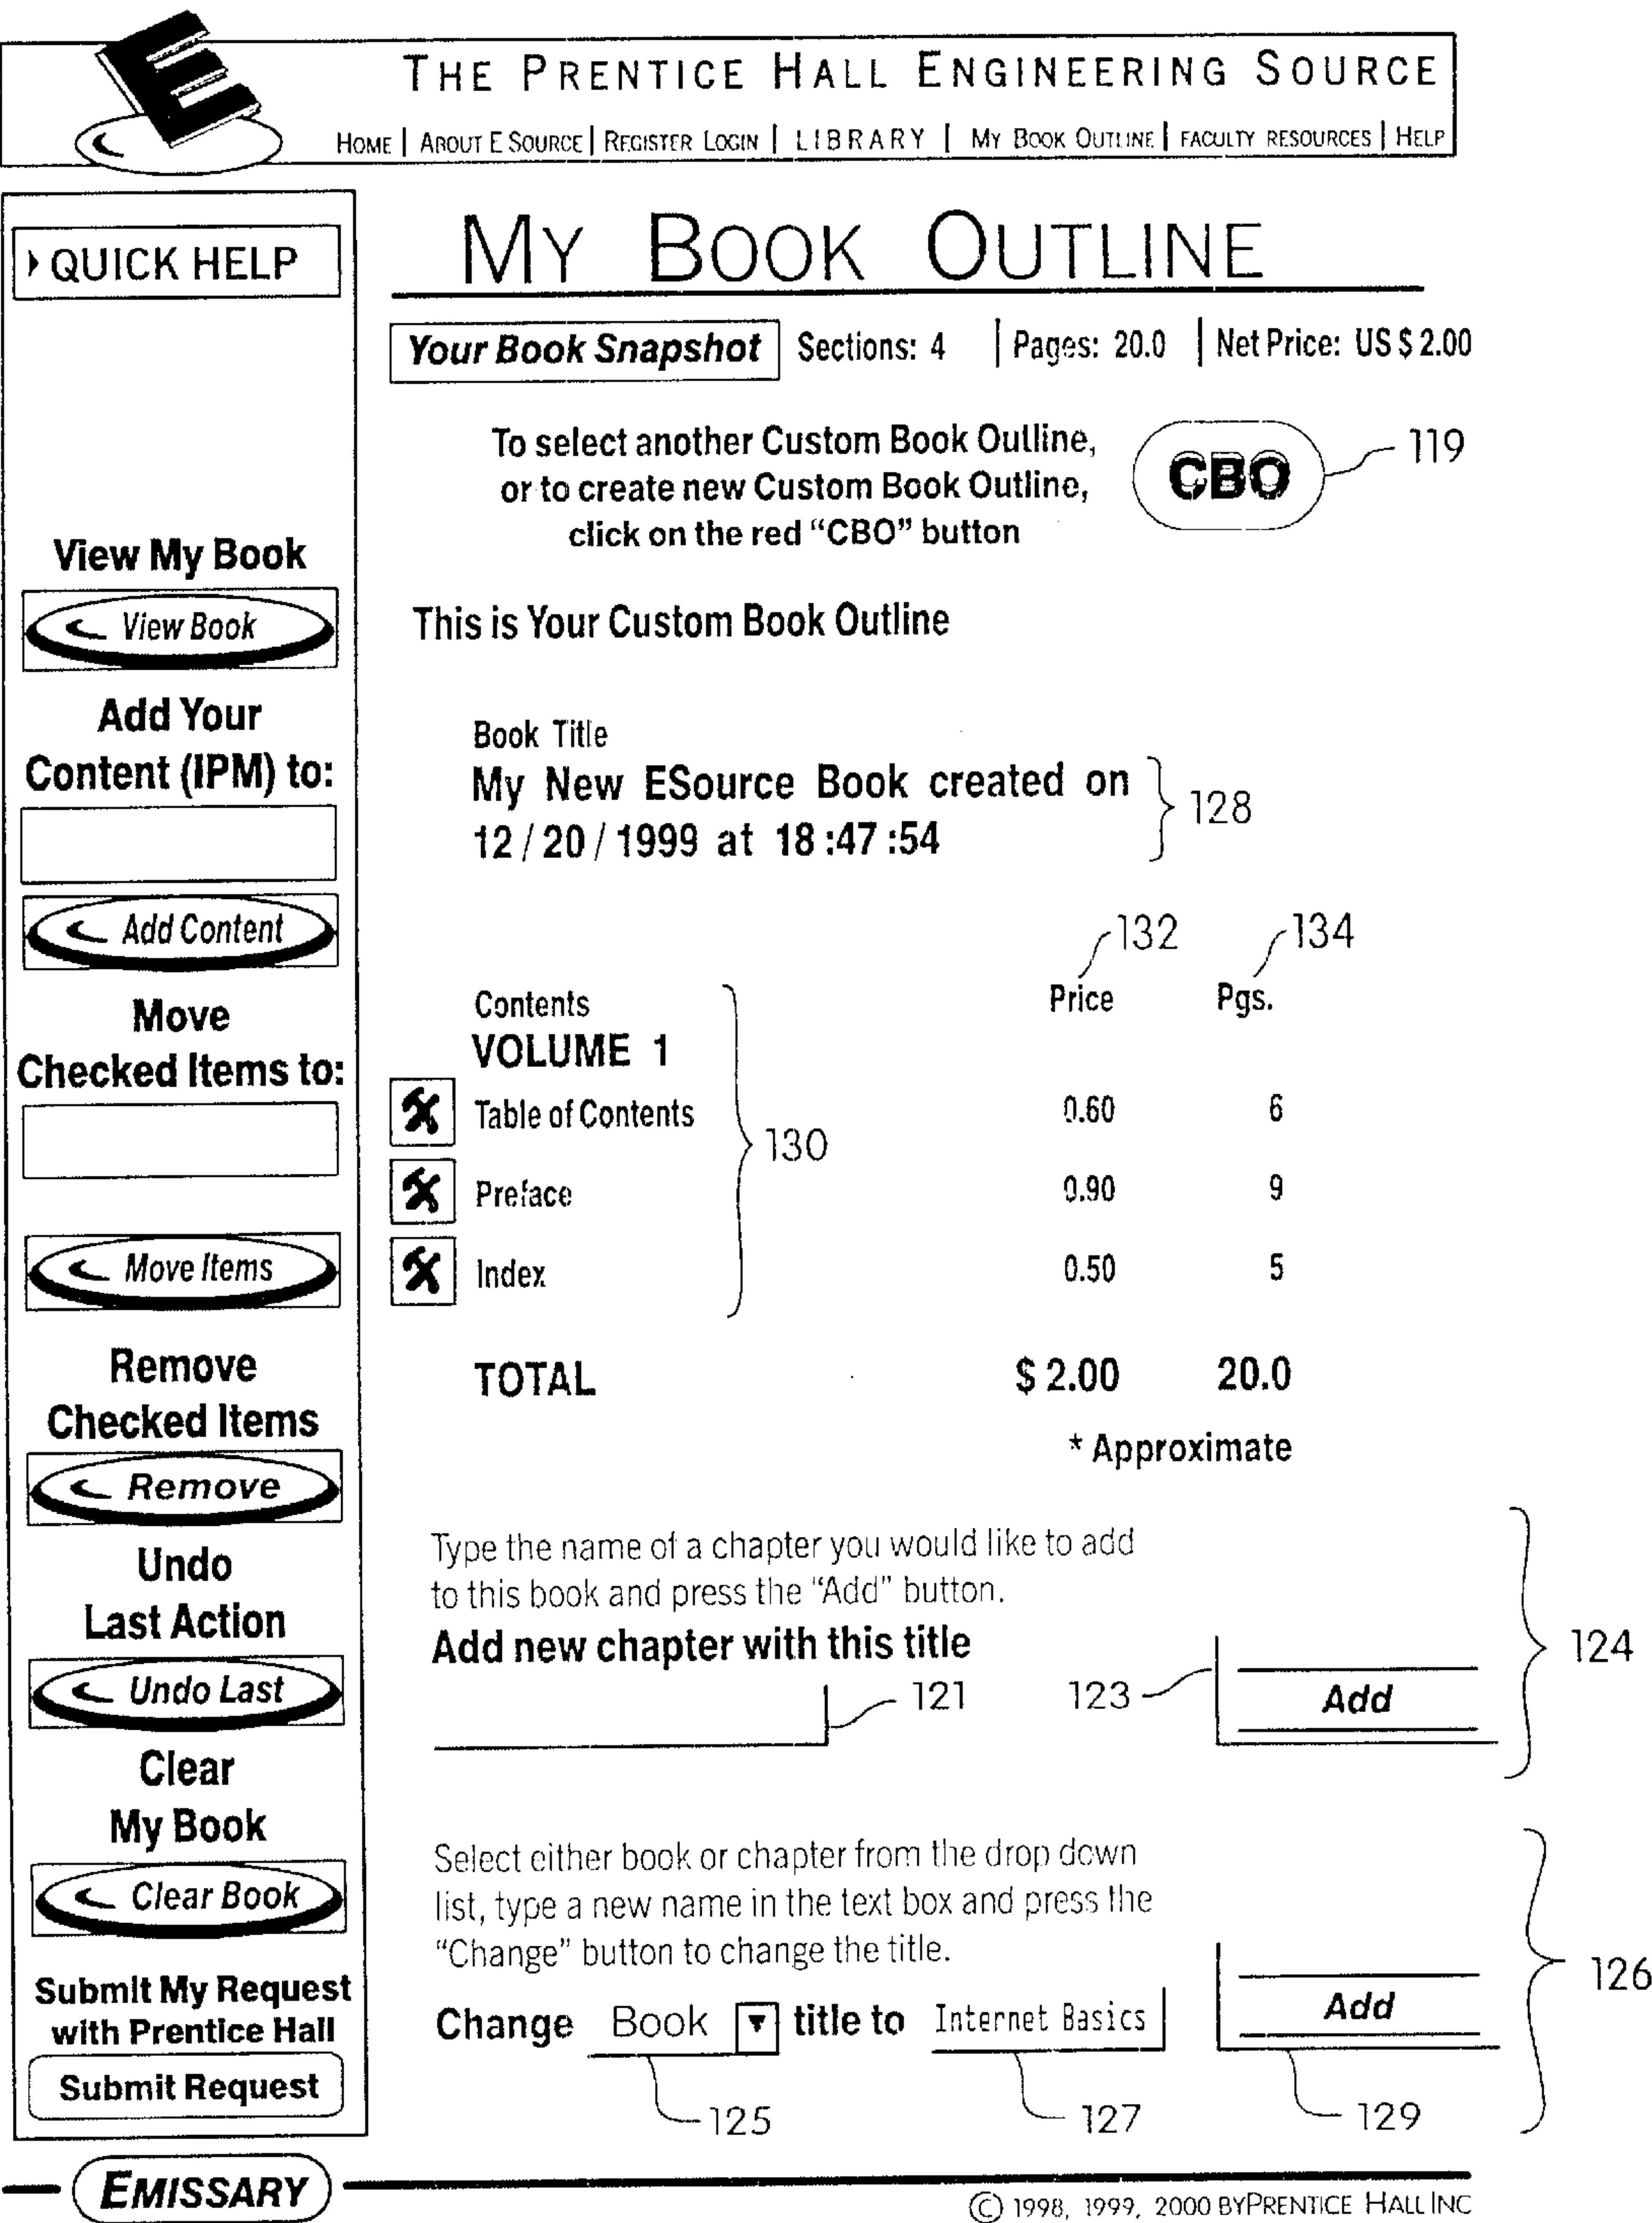 THE PRENTICE HALL ENGINEERING SOURCE
HOME | ABOUT E SOURCE | REGISTER LOGIN | LIBRARY | MY BOOK OUTLINE | FACULTY RESOURCES | HELP
QUICK HELP
View My Book
View Book
Add Your
Content (IPM) to:
Add Content
Move
Checked Items to:
Move Items
Remove
Checked Items
Remove
Undo
Last Action
Undo Last
Clear
My Book
Clear Book
Submit My Request
with Prentice Hall
Submit Request
MY BOOK OUTLINE
Your Book Snapshot Sections: 4 | Pages: 20.0 | Net Price: US $ 2.00
To select another Custom Book Outline,
or to create new Custom Book Outline,
click on the red "CBO" button
CBO 119
This is Your Custom Book Outline
Book Title
My New ESource Book created on
12 / 20 / 1999 at 18 :47 :54
128
132 134
Contents Price Pgs.
VOLUME 1
Table of Contents 0.60 6
130
Preface 0.90 9
Index 0.50 5
TOTAL $ 2.00 20.0
* Approximate
Type the name of a chapter you would like to add
to this book and press the "Add" button.
Add new chapter with this title
121 123 Add
124
Select either book or chapter from the drop down
list, type a new name in the text box and press the
"Change" button to change the title.
Change Book title to Internet Basics Add
126
125 127 129
EMISSARY
© 1998, 1999, 2000 BY PRENTICE HALL INC